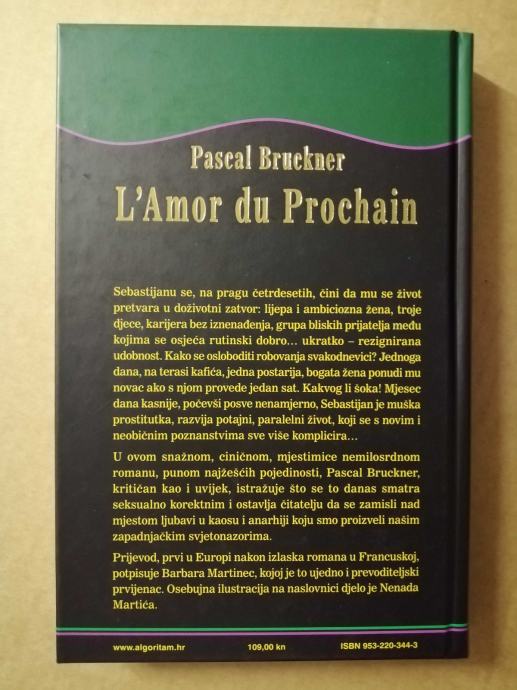 Pascal Bruckner
L'Amor du Prochain
Sebastijanu se, na pragu četrdesetih, čini da mu se život
pretvara u doživotni zatvor: lijepa i ambiciozna žena, troje
djece, karijera bez iznenađenja, grupa bliskih prijatelja među
kojima se osjeća rutinski dobro... ukratko – rezignirana
udobnost. Kako se osloboditi robovanja svakodnevici? Jednoga
dana, na terasi kafića, jedna postarija, bogata žena ponudi mu
novac ako s njom provede jedan sat. Kakvog li šoka! Mjesec
dana kasnije, počevši posve nenamjerno, Sebastijan je muška
prostitutka, razvija potajni, paralelni život, koji se s novim i
neobičnim poznanstvima sve više komplicira...
U ovom snažnom, ciničnom, mjestimice nemilosrdnom
romanu, punom najžešćih pojedinosti, Pascal Bruckner,
kritičan kao i uvijek, istražuje što se to danas smatra
seksualno korektnim i ostavlja čitatelju da se zamisli nad
mjestom ljubavi u kaosu i anarhiji koju smo proizveli našim
zapadnjačkim svjetonazorima.
Prijevod, prvi u Europi nakon izlaska romana u Francuskoj,
potpisuje Barbara Martinec, kojoj je to ujedno i prevoditeljski
prvijenac. Osebujna ilustracija na naslovnici djelo je Nenada
Martića.
www.algoritam.hr 109,00 kn ISBN 953-220-344-3